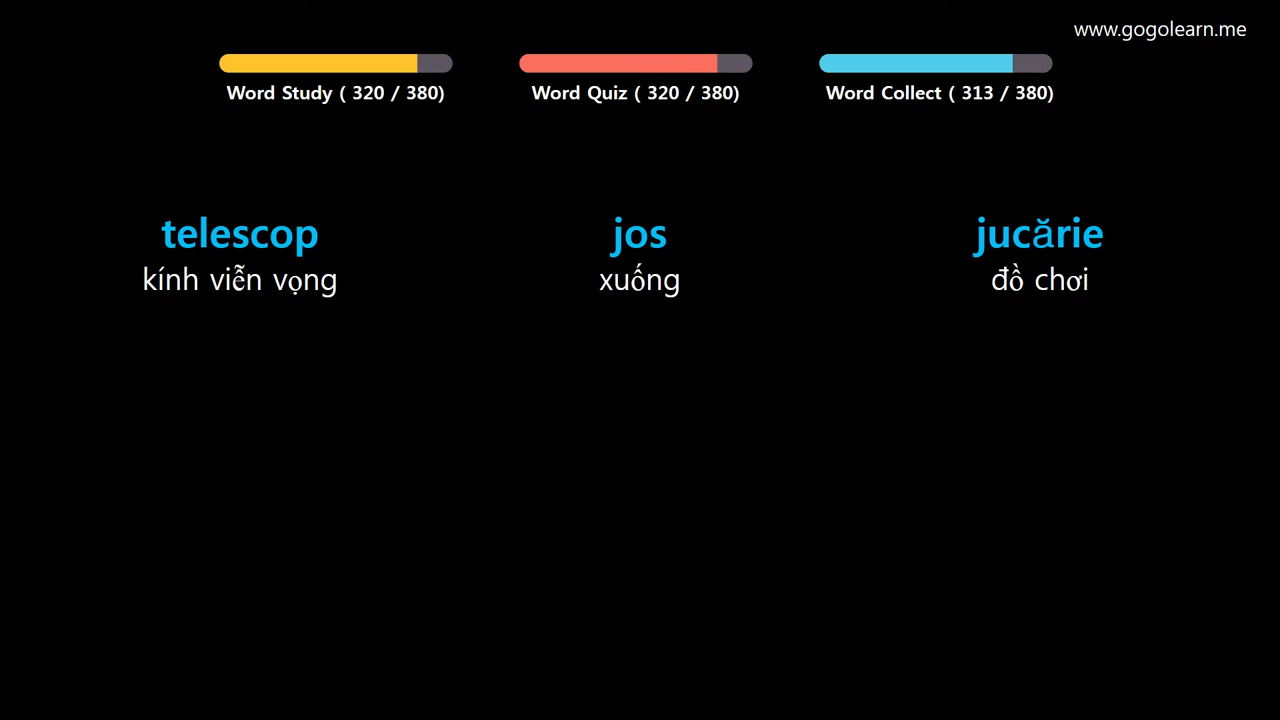 www.gogolearn.me
Word Study ( 320 / 380)
Word Quiz ( 320 / 380)
Word Collect ( 313 / 380)
telescop
kính viễn vọng
jos
xuống
jucărie
đồ chơi